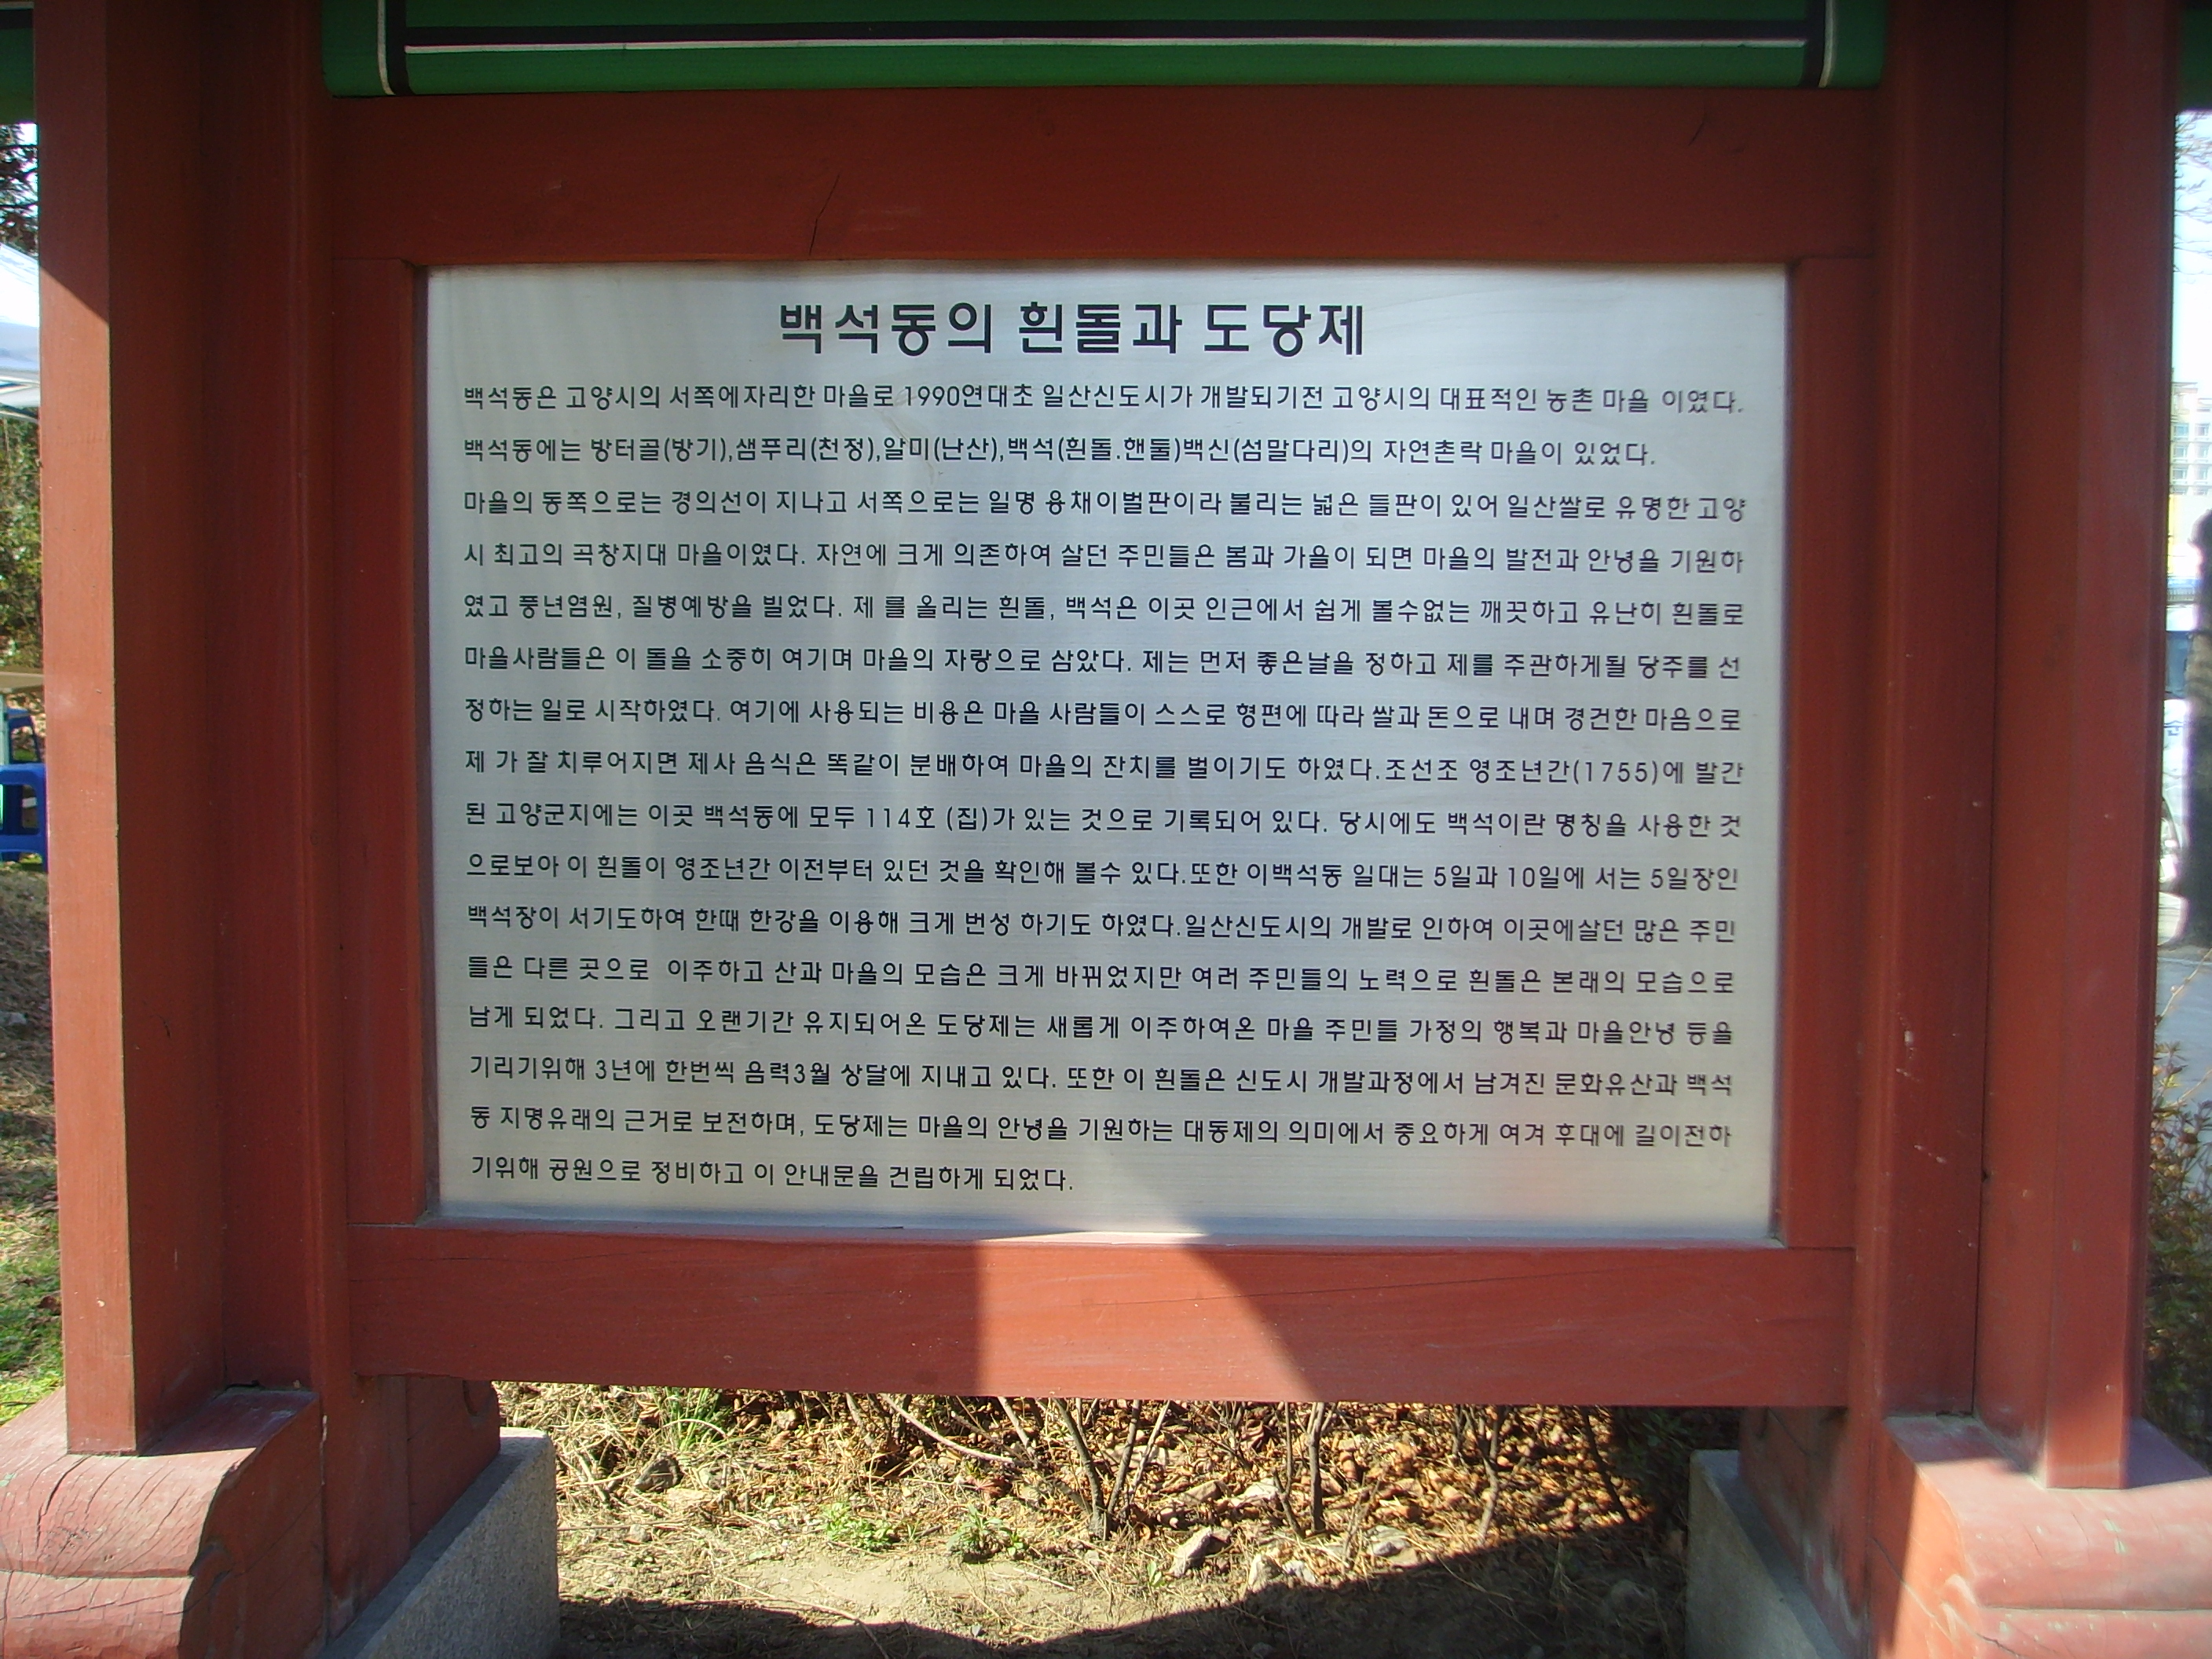 백석동의 흰돌과 도당제
백석동은 고양시의 서쪽에자리한 마을로 1990연대초 일산신도시가 개발되기전 고양시의 대표적인 농촌 마을 이였다.
백석동에는 방터골(방기),샘푸리(천정),알미(난산),백석(흰돌.핸돌)백신(섬말다리)의 자연촌락 마을이 있었다.
마을의 동쪽으로는 경의선이 지나고 서쪽으로는 일명 용채이벌판이라 불리는 넓은 들판이 있어 일산쌀로 유명한 고양
시 최고의 곡창지대 마을이였다. 자연에 크게 의존하여 살던 주민들은 봄과 가을이 되면 마을의 발전과 안녕을 기원하
였고 풍년염원, 질병예방을 빌었다. 제 를 올리는 흰돌, 백석은 이곳 인근에서 쉽게 볼수없는 깨끗하고 유난히 흰돌로
마을사람들은 이 돌을 소중히 여기며 마을의 자랑으로 삼았다. 제는 먼저 좋은날을 정하고 제를 주관하게될 당주를 선
정하는 일로 시작하였다. 여기에 사용되는 비용은 마을 사람들이 스스로 형편에 따라 쌀과 돈으로 내며 경건한 마음으로
제 가 잘 치루어지면 제사 음식은 똑같이 분배하여 마을의 잔치를 벌이기도 하였다.조선조 영조년간(1755)에 발간
된 고양군지에는 이곳 백석동에 모두 114호 (집)가 있는 것으로 기록되어 있다. 당시에도 백석이란 명칭을 사용한 것
으로보아 이 흰돌이 영조년간 이전부터 있던 것을 확인해 볼수 있다.또한 이백석동 일대는 5일과 10일에 서는 5일장인
백석장이 서기도하여 한때 한강을 이용해 크게 번성 하기도 하였다.일산신도시의 개발로 인하여 이곳에살던 많은 주민
들은 다른 곳으로 이주하고 산과 마을의 모습은 크게 바뀌었지만 여러 주민들의 노력으로 흰돌은 본래의 모습으로
남게 되었다. 그리고 오랜기간 유지되어온 도당제는 새롭게 이주하여온 마을 주민들 가정의 행복과 마을안녕 등을
기리기위해 3년에 한번씩 음력3월 상달에 지내고 있다. 또한 이 흰돌은 신도시 개발과정에서 남겨진 문화유산과 백석
동 지명유래의 근거로 보전하며, 도당제는 마을의 안녕을 기원하는 대동제의 의미에서 중요하게 여겨 후대에 길이전하
기위해 공원으로 정비하고 이 안내문을 건립하게 되었다.